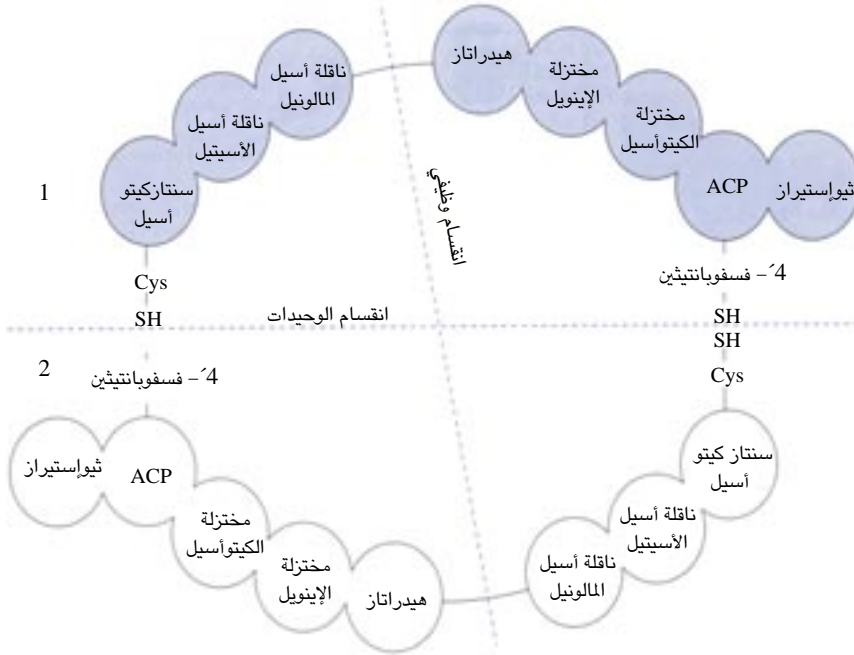 ناقلة أسيل
المالونيل
ناقلة أسيل
الأسيتيل
سنتازكيتو
أسيل
هيدراتاز
مختزلة
الإينويل
مختزلة
الكيتوأسيل
ACP
ثيوإستيراز
1
Cys
SH
4´– فسفوبانتيثين
SH
انقسام وظيفي
انقسام الوحيدات
2
4´– فسفوبانتيثين
SH
Cys
ثيوإستيراز
ACP
مختزلة
الكيتوأسيل
مختزلة
الإينويل
هيدراتاز
سنتاز كيتو
أسيل
ناقلة أسيل
الأسيتيل
ناقلة أسيل
المالونيل